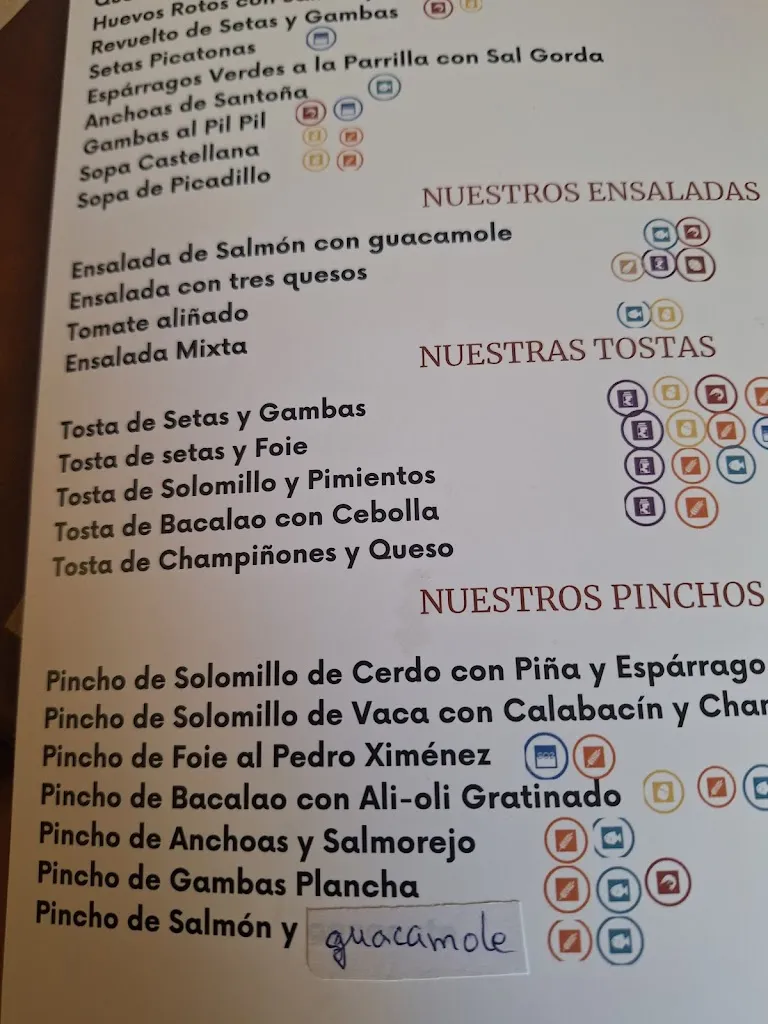 Huevos Rotos con
Revuelto de Setas y Gambas
Setas Picatonas
Espárragos Verdes a la Parrilla con Sal Gorda
Anchoas de Santoña
Gambas al Pil Pil
Sopa Castellana
Sopa de Picadillo
NUESTROS ENSALADAS
Ensalada de Salmón con guacamole
Ensalada con tres quesos
Tomate aliñado
Ensalada Mixta
NUESTRAS TOSTAS
Tosta de Setas y Gambas
Tosta de setas y Foie
Tosta de Solomillo y Pimientos
Tosta de Bacalao con Cebolla
Tosta de Champiñones y Queso
NUESTROS PINCHOS
Pincho de Solomillo de Cerdo con Piña y Espárrago
Pincho de Solomillo de Vaca con Calabacín y Cham
Pincho de Foie al Pedro Ximénez
Pincho de Bacalao con Ali-oli Gratinado
Pincho de Anchoas y Salmorejo
Pincho de Gambas Plancha
Pincho de Salmón y guacamole